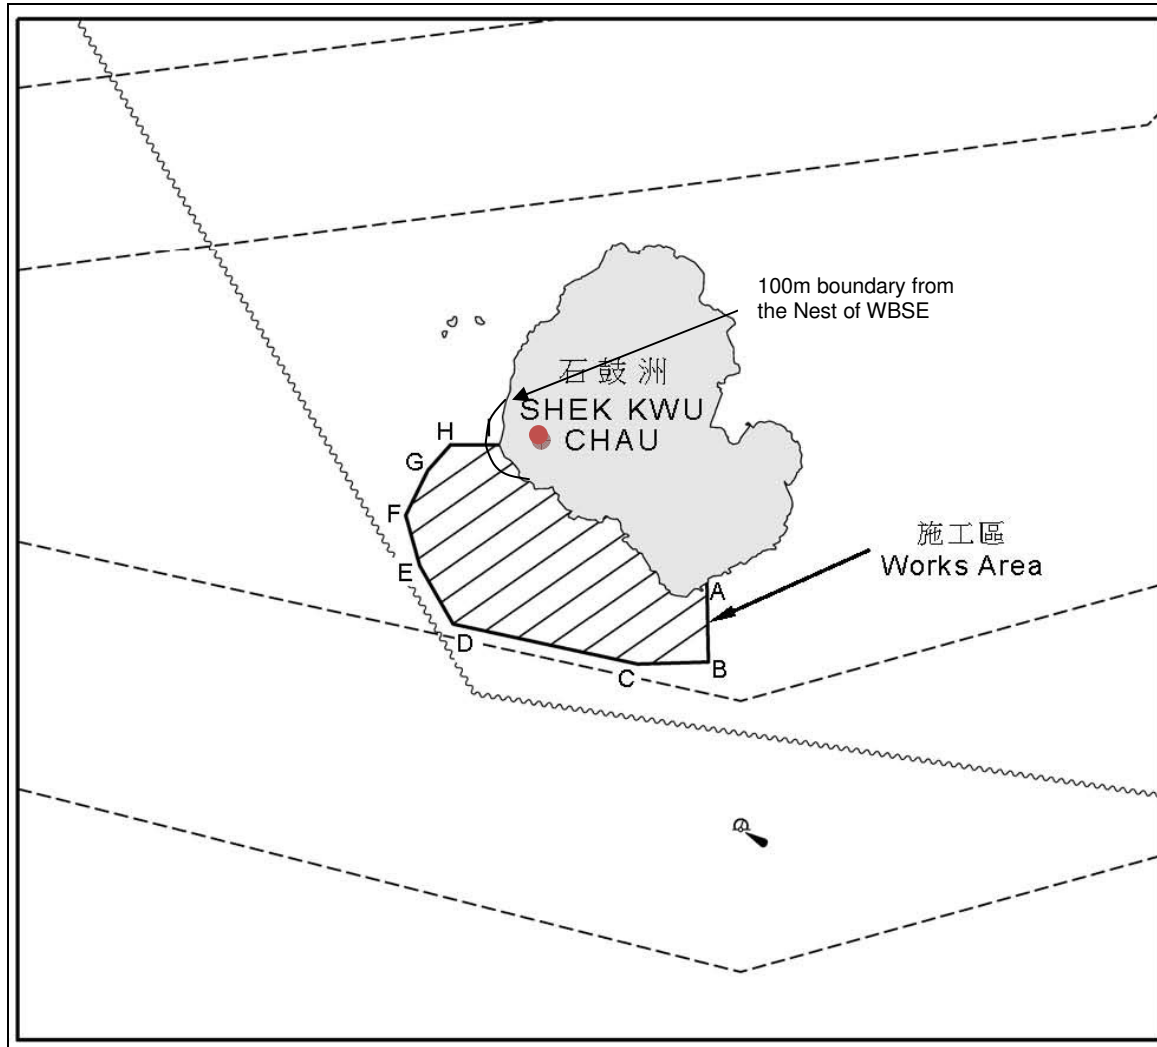 100m boundary from
the Nest of WBSE
石鼓洲
SHEK KWU
CHAU
H
I
G
F
E
D
C
B
A
施工區
Works Area